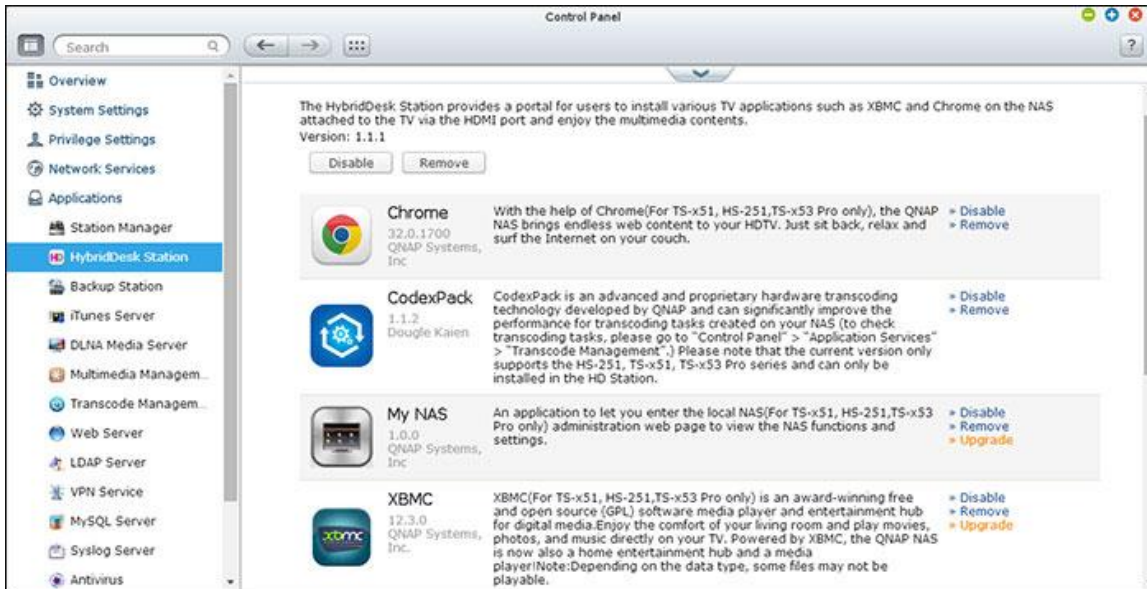 Control Panel
Search
?
Overview
System Settings
Privilege Settings
Network Services
Applications
Station Manager
HD HybridDesk Station
Backup Station
iTunes Server
DLNA Media Server
Multimedia Managem...
Transcode Managem...
Web Server
LDAP Server
VPN Service
MySQL Server
Syslog Server
Antivirus
The HybridDesk Station provides a portal for users to install various TV applications such as XBMC and Chrome on the NAS
attached to the TV via the HDMI port and enjoy the multimedia contents.
Version: 1.1.1
Disable Remove
Chrome
32.0.1700
QNAP Systems,
Inc
With the help of Chrome(For TS-x51, HS-251,TS-x53 Pro only), the QNAP
NAS brings endless web content to your HDTV. Just sit back, relax and
surf the Internet on your couch.
» Disable
» Remove
CodexPack
1.1.2
Dougle Kaien
CodexPack is an advanced and proprietary hardware transcoding
technology developed by QNAP and can significantly improve the
performance for transcoding tasks created on your NAS (to check
transcoding tasks, please go to "Control Panel" > "Application Services"
> "Transcode Management".) Please note that the current version only
supports the HS-251, TS-x51, TS-x53 Pro series and can only be
installed in the HD Station.
» Disable
» Remove
My NAS
1.0.0
QNAP Systems,
Inc
An application to let you enter the local NAS(For TS-x51, HS-251,TS-x53
Pro only) administration web page to view the NAS functions and
settings.
» Disable
» Remove
» Upgrade
xbmc
XBMC
12.3.0
QNAP Systems,
Inc.
XBMC(For TS-x51, HS-251,TS-x53 Pro only) is an award-winning free
and open source (GPL) software media player and entertainment hub
for digital media.Enjoy the comfort of your living room and play movies,
photos, and music directly on your TV. Powered by XBMC, the QNAP NAS
is now also a home entertainment hub and a media
player!Note:Depending on the data type, some files may not be
playable.
» Disable
» Remove
» Upgrade